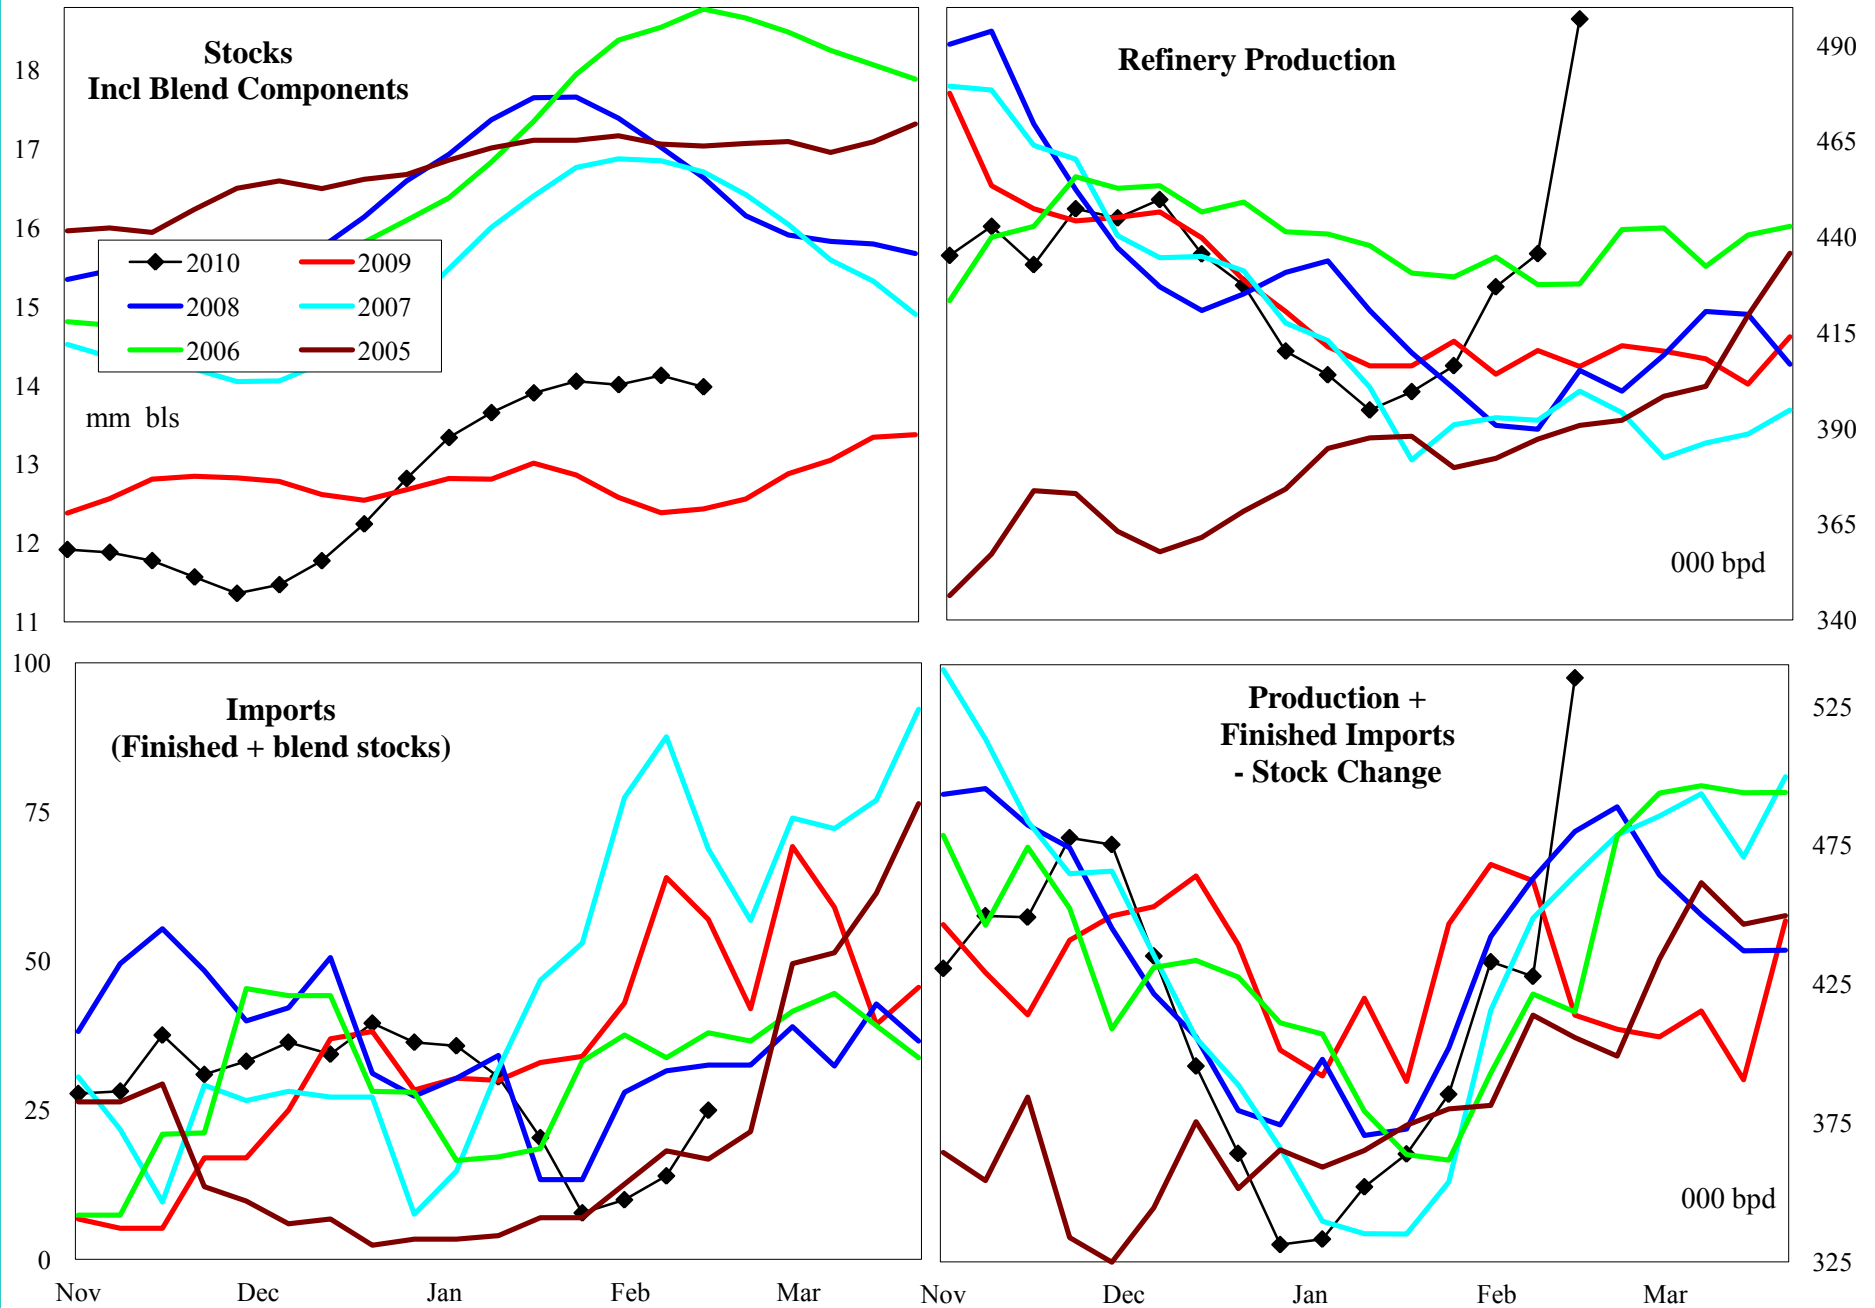 Stocks
Incl Blend Components
18
17
16
15
14
13
12
11
2010
2009
2008
2007
2006
2005
mm bls
Refinery Production
490
465
440
415
390
365
340
000 bpd
Imports
(Finished + blend stocks)
100
75
50
25
0
Nov
Dec
Jan
Feb
Mar
Production +
Finished Imports
- Stock Change
525
475
425
375
325
000 bpd
Nov
Dec
Jan
Feb
Mar